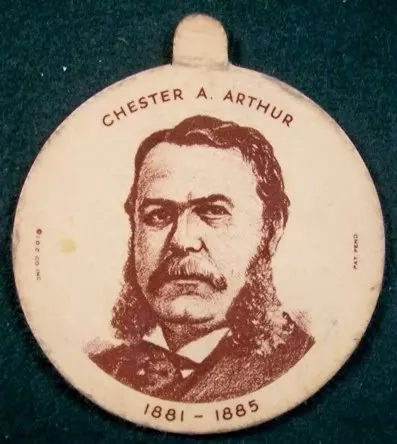 CHESTER A. ARTHUR
PAT. PEND.
1881 – 1885